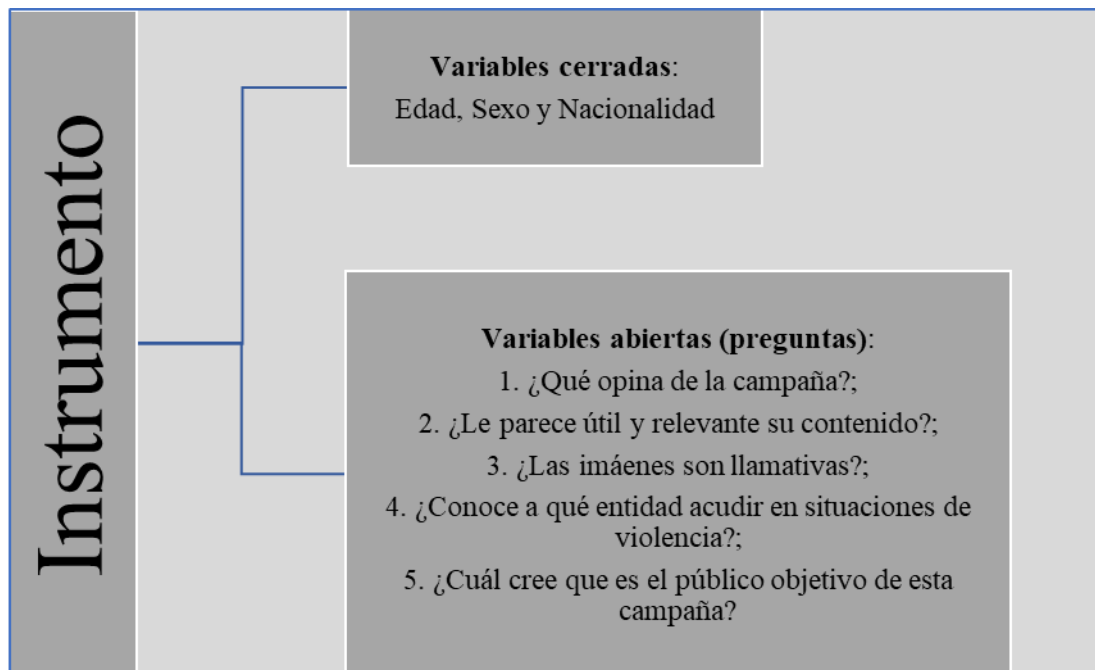 Instrumento
Variables cerradas:
Edad, Sexo y Nacionalidad
Variables abiertas (preguntas):
1. ¿Qué opina de la campaña?;
2. ¿Le parece útil y relevante su contenido?;
3. ¿Las imáenes son llamativas?;
4. ¿Conoce a qué entidad acudir en situaciones de
violencia?;
5. ¿Cuál cree que es el público objetivo de esta
campaña?